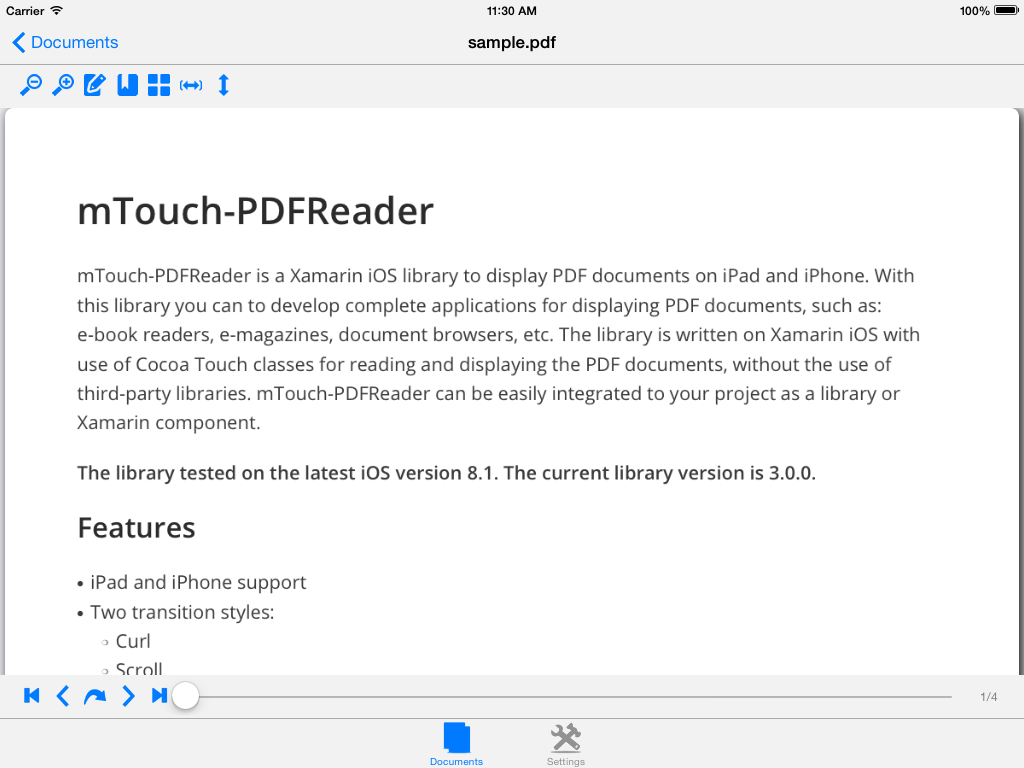 Carrier 11:30 AM 100%
Documents sample.pdf
mTouch-PDFReader
mTouch-PDFReader is a Xamarin iOS library to display PDF documents on iPad and iPhone. With
this library you can to develop complete applications for displaying PDF documents, such as:
e-book readers, e-magazines, document browsers, etc. The library is written on Xamarin iOS with
use of Cocoa Touch classes for reading and displaying the PDF documents, without the use of
third-party libraries. mTouch-PDFReader can be easily integrated to your project as a library or
Xamarin component.
The library tested on the latest iOS version 8.1. The current library version is 3.0.0.
Features
• iPad and iPhone support
• Two transition styles:
◦ Curl
◦ Scroll
1/4
Documents Settings